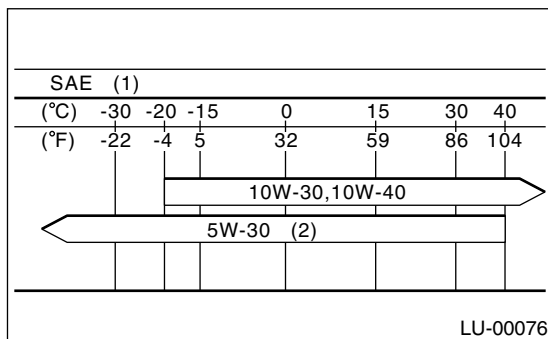 SAE (1)
(°C) -30 -20 -15 0 15 30 40
(°F) -22 -4 5 32 59 86 104
10W-30,10W-40
5W-30 (2)
LU-00076